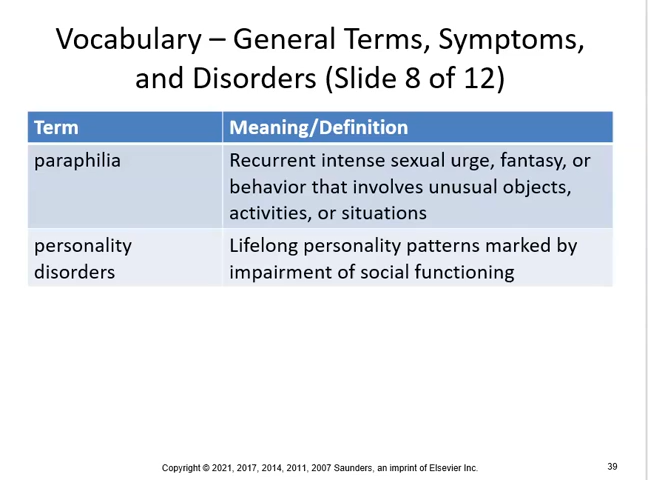 Vocabulary – General Terms, Symptoms,
and Disorders (Slide 8 of 12)
Term Meaning/Definition
paraphilia Recurrent intense sexual urge, fantasy, or
behavior that involves unusual objects,
activities, or situations
personality Lifelong personality patterns marked by
disorders impairment of social functioning
Copyright © 2021, 2017, 2014, 2011, 2007 Saunders, an imprint of Elsevier Inc. 39